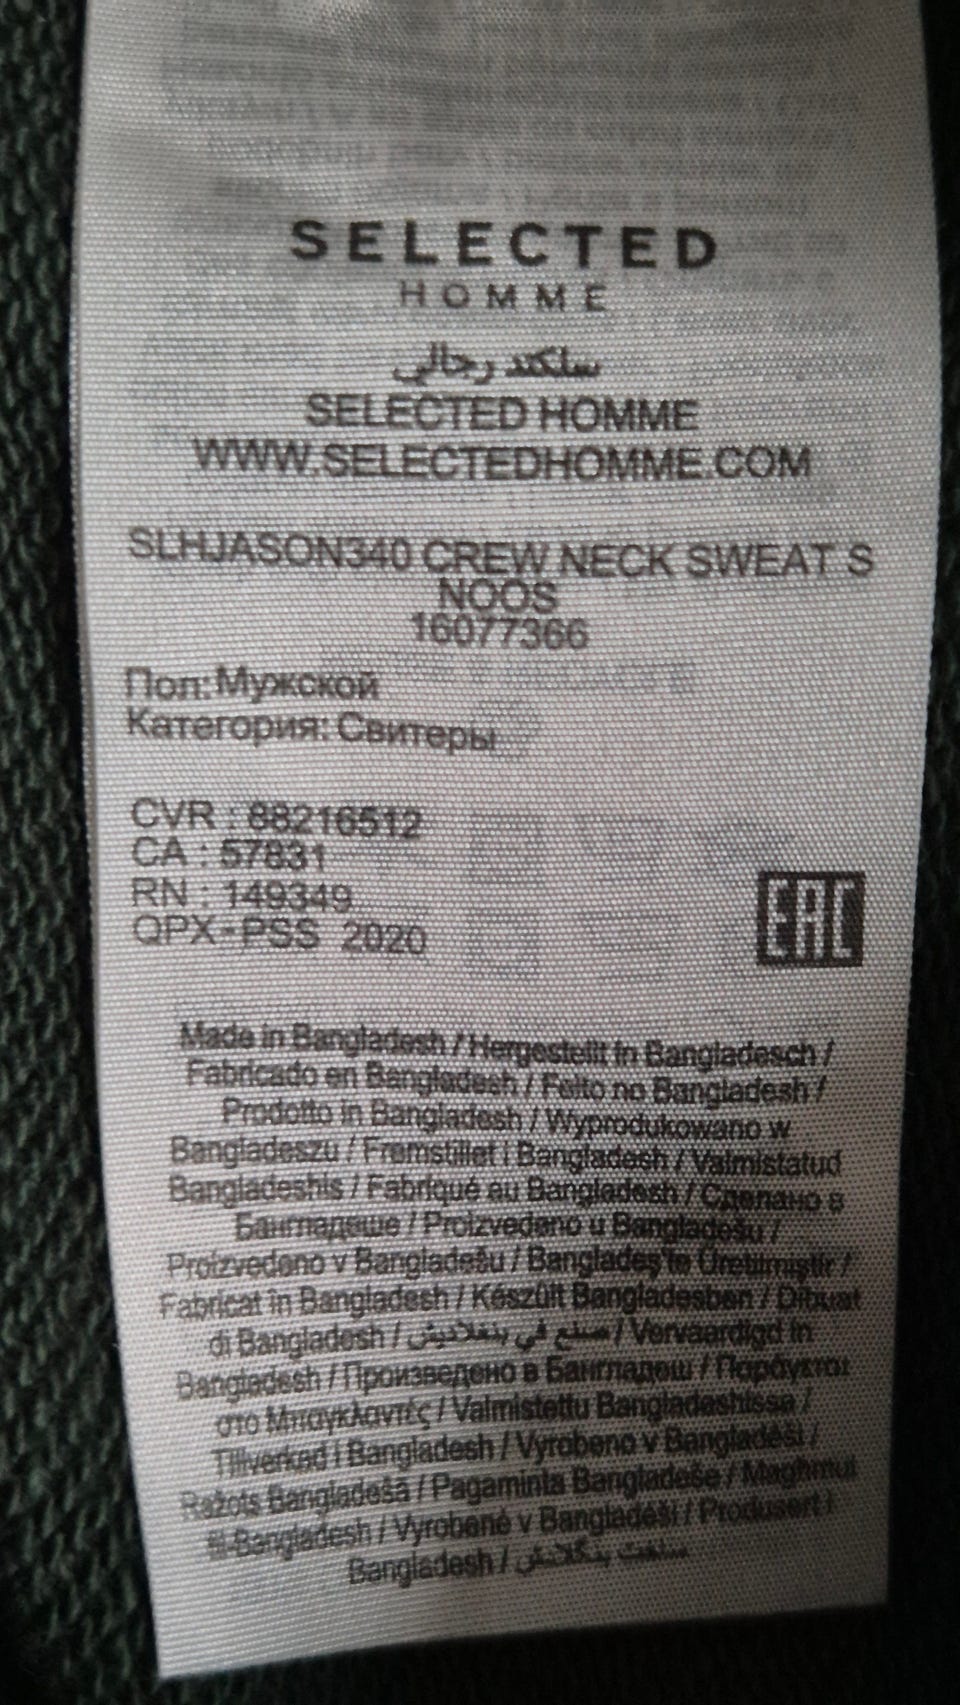 SELECTED
HOMME
سلكتد رجالي
SELECTED HOMME
WWW.SELECTEDHOMME.COM
SLHJASON340 CREW NECK SWEAT S
NOOS
16077366
Пол: Мужской
Категория: Свитеры
CVR : 88216512
CA : 57831
RN : 149349
QPX-PSS 2020
EAC
Made in Bangladesh / Hergestellt in Bangladesch /
Fabricado en Bangladesh / Feito no Bangladesh /
Prodotto in Bangladesh / Wyprodukowano w
Bangladeszu / Fremstillet i Bangladesh / Valmistatud
Bangladeshis / Fabriqué au Bangladesh / Сделано в
Бангладеше / Proizvedeno u Bangladešu /
Proizvedeno v Bangladešu / Bangladeş'te Üretilmiştir /
Fabricat în Bangladesh / Készült Bangladesben / Dibuat
di Bangladesh / صنع في بنغلاديش / Vervaardigd in
Bangladesh / Произведено в Бангладеш / Παράγεται
στο Μπαγκλαντές / Valmistettu Bangladeshissa /
Tillverkad i Bangladesh / Vyrobeno v Bangladéši /
Ražots Bangladešā / Pagaminta Bangladeše / Magħmul
fil-Bangladesh / Vyrobené v Bangladéši / Produsert i
Bangladesh / ساخت بنگلادش